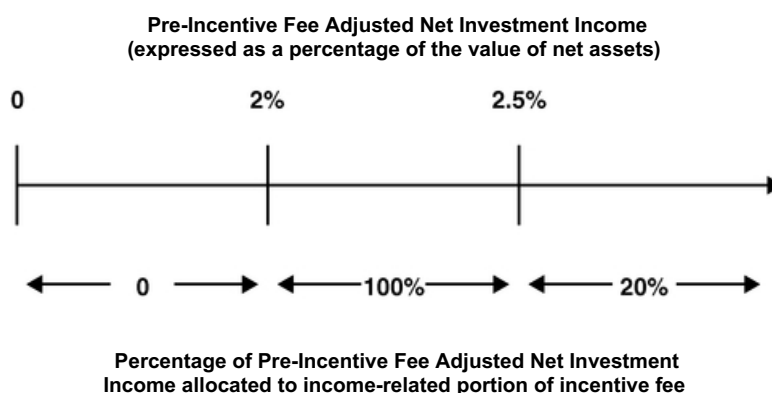 Pre-Incentive Fee Adjusted Net Investment Income
(expressed as a percentage of the value of net assets)
0 2% 2.5%
0 100% 20%
Percentage of Pre-Incentive Fee Adjusted Net Investment
Income allocated to income-related portion of incentive fee